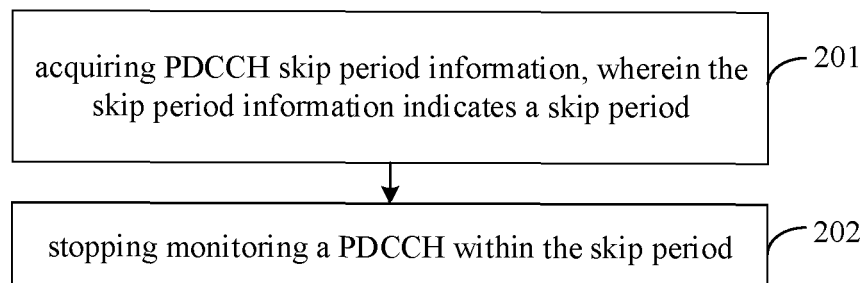 acquiring PDCCH skip period information, wherein the
skip period information indicates a skip period
201
stopping monitoring a PDCCH within the skip period
202